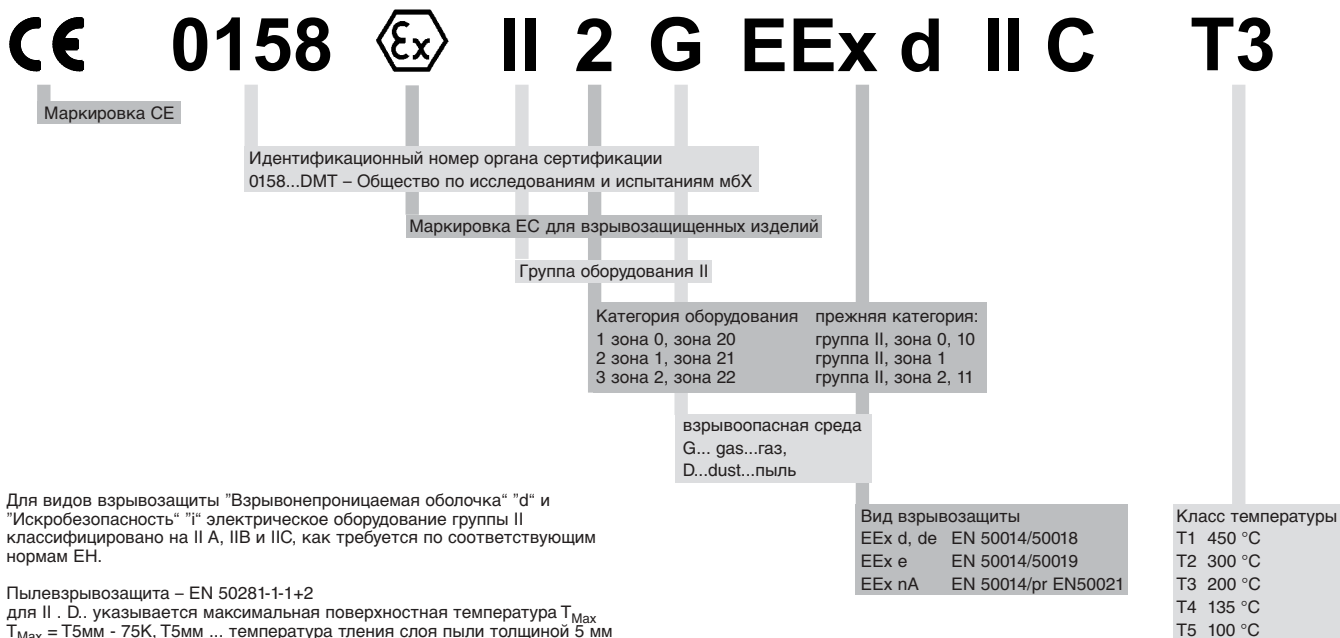 CE 0158 Ex II 2 G EEx d II C T3
Маркировка CE
Идентификационный номер органа сертификации
0158...DMT – Общество по исследованиям и испытаниям мбХ
Маркировка ЕС для взрывозащищенных изделий
Группа оборудования II
Категория оборудования прежняя категория:
1 зона 0, зона 20 группа II, зона 0, 10
2 зона 1, зона 21 группа II, зона 1
3 зона 2, зона 22 группа II, зона 2, 11
взрывоопасная среда
G... gas...газ,
D...dust...пыль
Для видов взрывозащиты "Взрывонепроницаемая оболочка“ "d“ и
"Искробезопасность“ "i“ электрическое оборудование группы II
классифицировано на II A, IIB и IIC, как требуется по соответствующим
нормам ЕН.
Пылевзрывозащита – EN 50281-1-1+2
для II . D.. указывается максимальная поверхностная температура TMax
TMax = T5мм - 75K, T5мм ... температура тления слоя пыли толщиной 5 мм
Вид взрывозащиты
EEx d, de EN 50014/50018
EEx e EN 50014/50019
EEx nA EN 50014/pr EN50021
Класс температуры
T1 450 °C
T2 300 °C
T3 200 °C
T4 135 °C
T5 100 °C